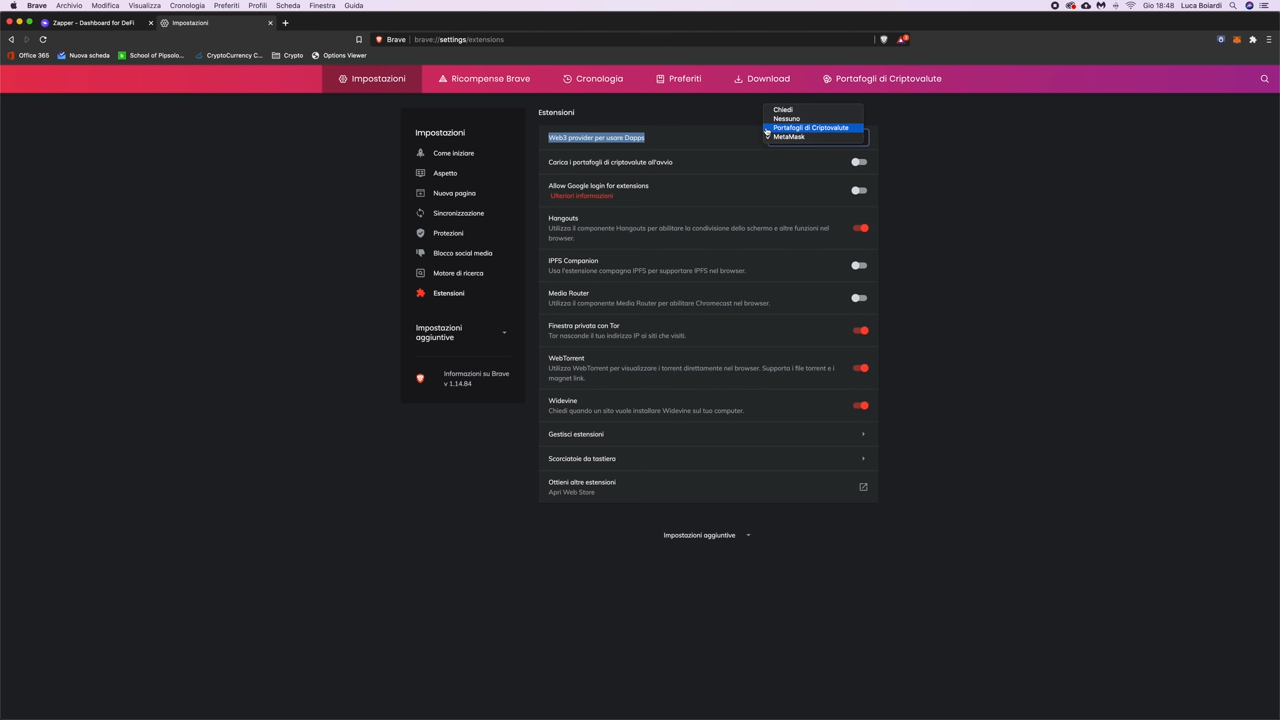 Brave Archivio Modifica Visualizza Cronologia Preferiti Profili Scheda Finestra Guida Gio 18:48 Luca Boiardi
Zapper - Dashboard for DeFi Impostazioni
Brave brave://settings/extensions
Office 365 Nuova scheda School of Pipsolo... CryptoCurrency C... Crypto Options Viewer
Impostazioni Ricompense Brave Cronologia Preferiti Download Portafogli di Criptovalute
Impostazioni
Come iniziare
Aspetto
Nuova pagina
Sincronizzazione
Protezioni
Blocco social media
Motore di ricerca
Estensioni
Impostazioni
aggiuntive
Informazioni su Brave
v 1.14.84
Estensioni
Web3 provider per usare Dapps
Chiedi
Nessuno
Portafogli di Criptovalute
MetaMask
Carica i portafogli di criptovalute all'avvio
Allow Google login for extensions
Ulteriori informazioni
Hangouts
Utilizza il componente Hangouts per abilitare la condivisione dello schermo e altre funzioni nel
browser.
IPFS Companion
Usa l'estensione compagna IPFS per supportare IPFS nel browser.
Media Router
Utilizza il componente Media Router per abilitare Chromecast nel browser.
Finestra privata con Tor
Tor nasconde il tuo indirizzo IP ai siti che visiti.
WebTorrent
Utilizza WebTorrent per visualizzare i torrent direttamente nel browser. Supporta i file torrent e i
magnet link.
Widevine
Chiedi quando un sito vuole installare Widevine sul tuo computer.
Gestisci estensioni
Scorciatoie da tastiera
Ottieni altre estensioni
Apri Web Store
Impostazioni aggiuntive